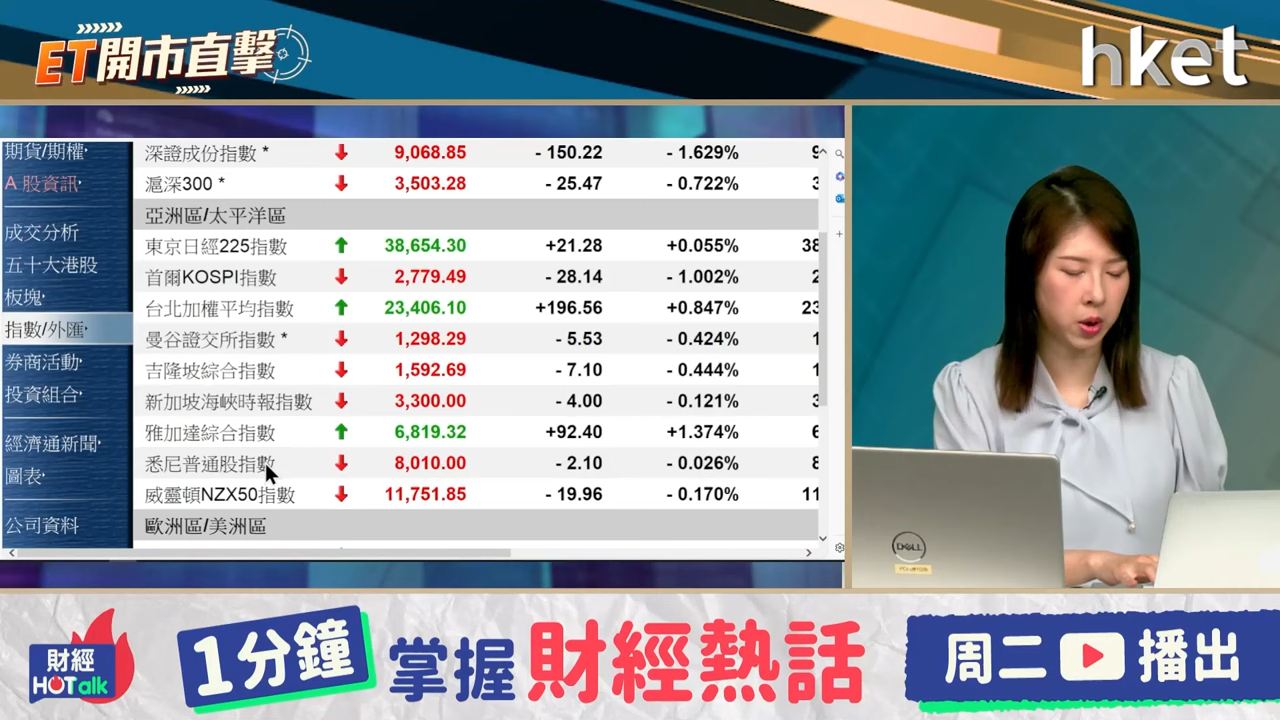 ET開市直擊
hket
期貨/期權
A 股資訊
成交分析
五十大港股
板塊
指數/外匯
券商活動
投資組合
經濟通新聞
圖表
公司資料
深證成份指數 * 9,068.85 - 150.22 - 1.629% 9
滬深300 * 3,503.28 - 25.47 - 0.722% 3
亞洲區/太平洋區
東京日經225指數 38,654.30 +21.28 +0.055% 38
首爾KOSPI指數 2,779.49 - 28.14 - 1.002% 2
台北加權平均指數 23,406.10 +196.56 +0.847% 23
曼谷證交所指數 * 1,298.29 - 5.53 - 0.424% 1
吉隆坡綜合指數 1,592.69 - 7.10 - 0.444% 1
新加坡海峽時報指數 3,300.00 - 4.00 - 0.121% 3
雅加達綜合指數 6,819.32 +92.40 +1.374% 6
悉尼普通股指數 8,010.00 - 2.10 - 0.026% 8
威靈頓NZX50指數 11,751.85 - 19.96 - 0.170% 11
歐洲區/美洲區
DELL
財經
HOTalk
1分鐘
掌握財經熱話
周二 播出